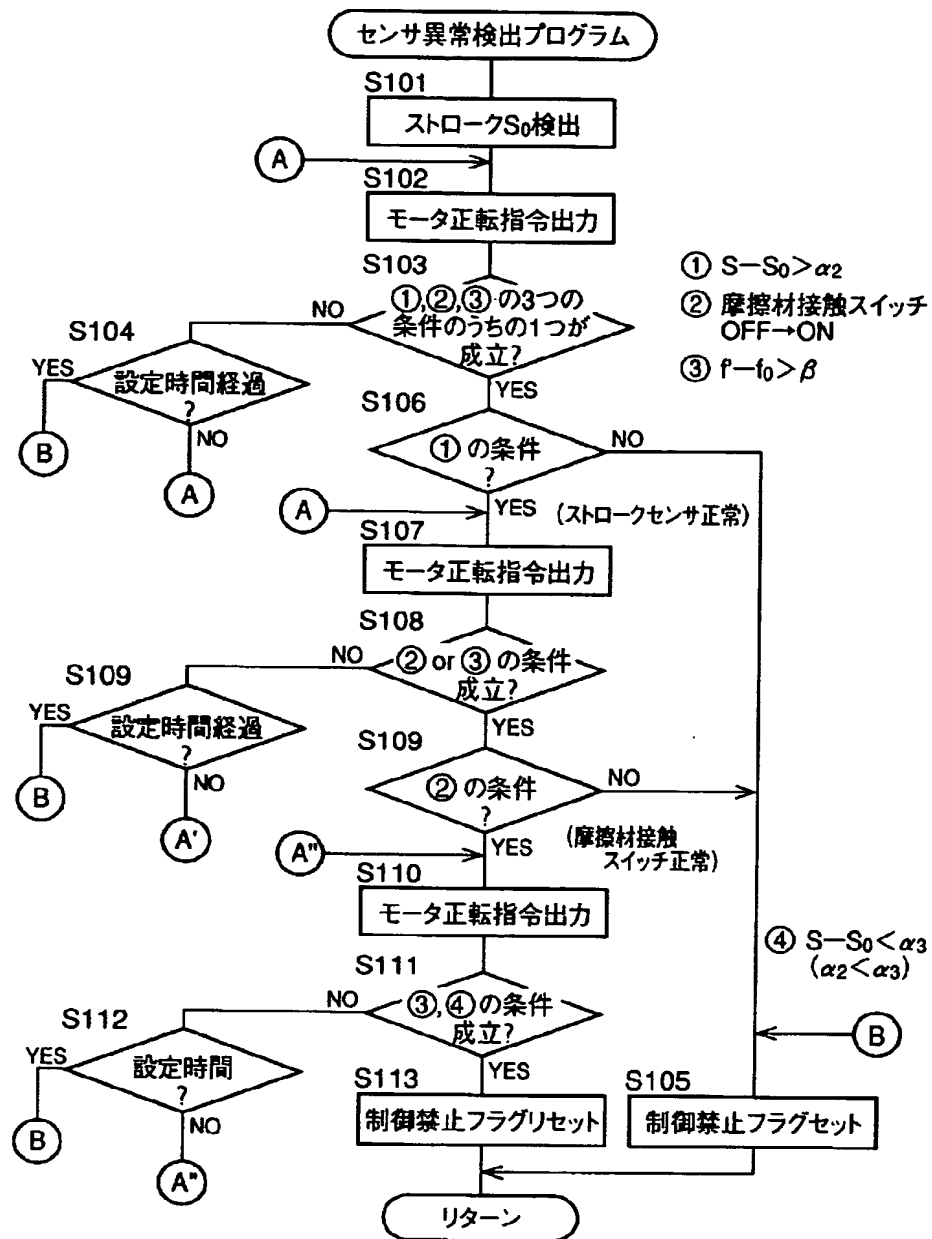 センサ異常検出プログラム
S101
ストロークS₀検出
A
S102
モータ正転指令出力
S103
①,②,③の3つの
条件のうちの1つが
成立?
NO
YES
① S−S₀>α₂
② 摩擦材接触スイッチ
OFF→ON
③ f−f₀>β
S104
設定時間経過
?
YES
NO
B
A
S106
①の条件
?
NO
YES
(ストロークセンサ正常)
A
S107
モータ正転指令出力
S108
② or ③の条件
成立?
NO
YES
S109
設定時間経過
?
YES
NO
B
A'
S109
②の条件
?
NO
YES
(摩擦材接触
スイッチ正常)
A"
S110
モータ正転指令出力
④ S−S₀<α₃
(α₂<α₃)
S111
③,④の条件
成立?
NO
YES
B
S112
設定時間
?
YES
NO
B
A"
S113
制御禁止フラグリセット
S105
制御禁止フラグセット
リターン